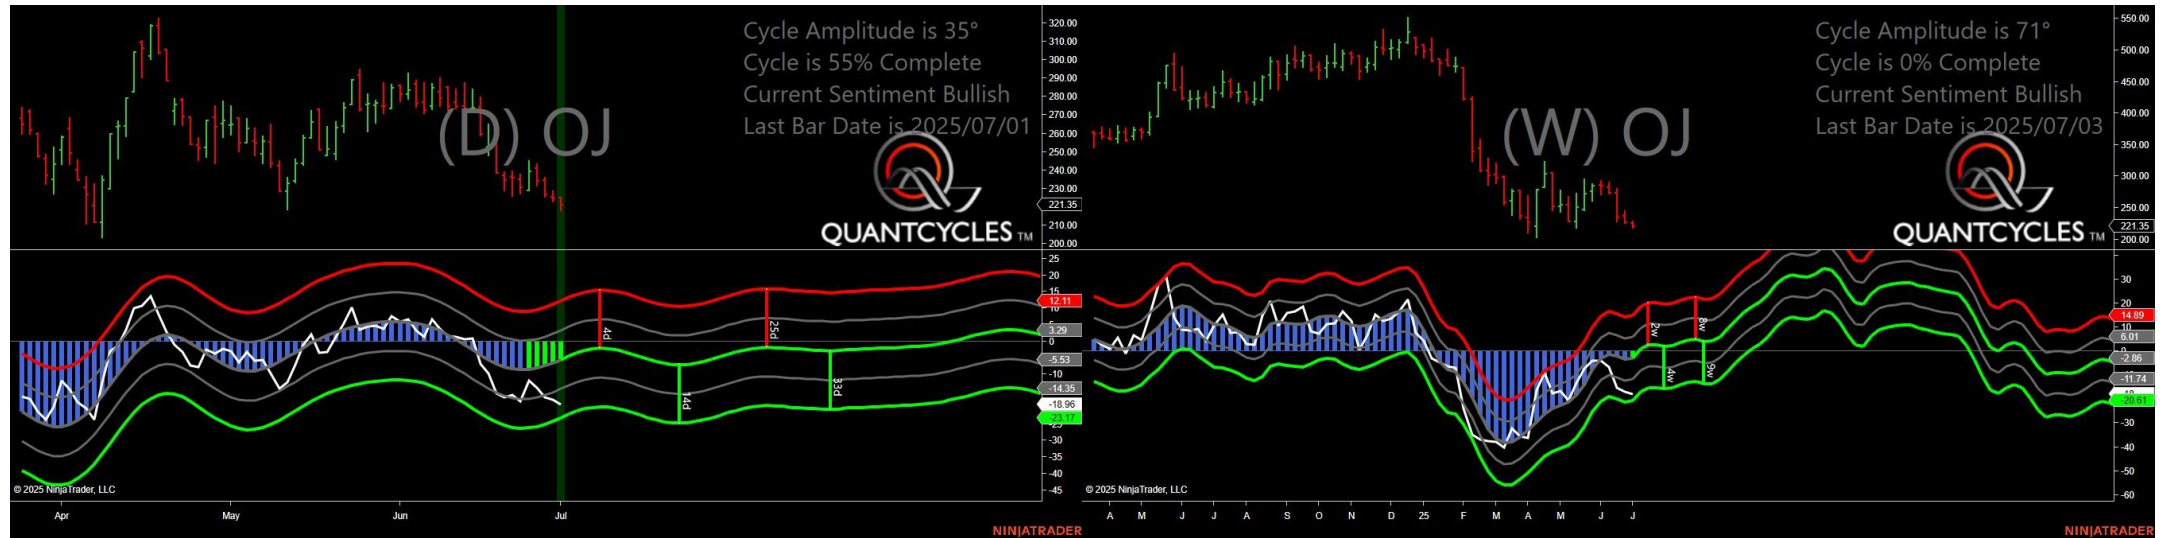 Cycle Amplitude is 35°
Cycle is 55% Complete
Current Sentiment Bullish
Last Bar Date is 2025/07/01
(D) OJ
QUANTCYCLES TM
320.00
310.00
300.00
290.00
280.00
270.00
260.00
250.00
240.00
230.00
221.35
210.00
200.00
25
20
15
12.11
3.29
0
-5.53
-10
-14.35
-18.96
-23.17
-30
-35
-40
-45
4d
14d
25d
33d
© 2025 NinjaTrader, LLC
Apr May Jun Jul
NINJATRADER
Cycle Amplitude is 71°
Cycle is 0% Complete
Current Sentiment Bullish
Last Bar Date is 2025/07/03
(W) OJ
QUANTCYCLES TM
550.00
500.00
450.00
400.00
350.00
300.00
250.00
221.35
200.00
30
20
14.89
10
6.01
-2.86
-11.74
-20.61
-30
-40
-50
-60
2w
4w
8w
9w
© 2025 NinjaTrader, LLC
A M J J A S O N D 25 F M A M J J
NINJATRADER